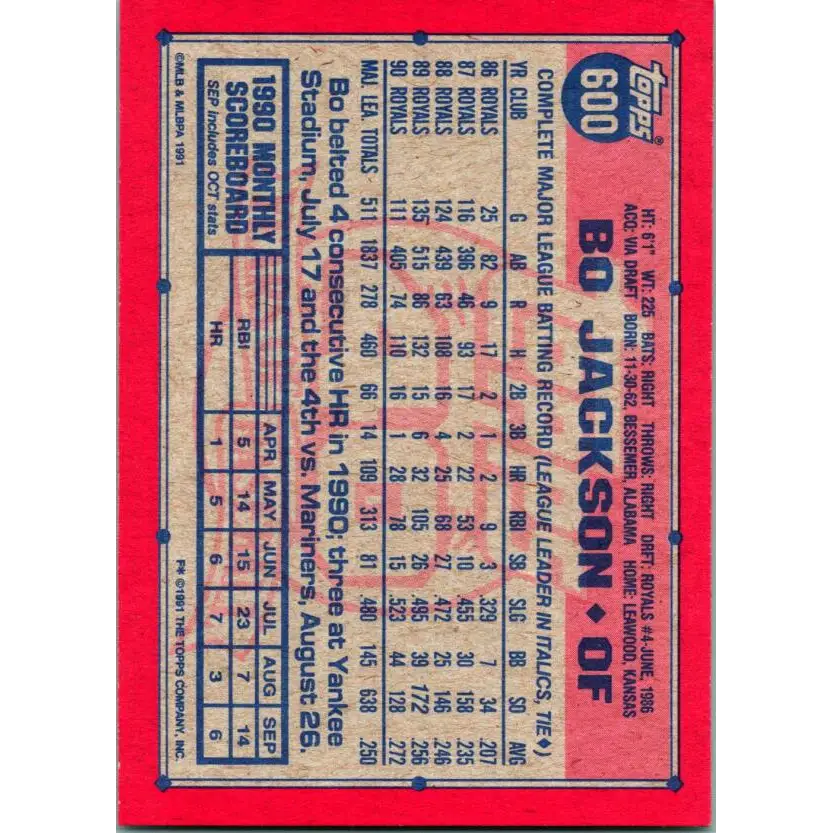 topps®
600
BO JACKSON ♦ OF
HT: 6'1" WT: 225 BATS: RIGHT THROWS: RIGHT DRFT: ROYALS #4-JUNE, 1986
ACQ: VIA DRAFT BORN: 11-30-62, BESSEMER, ALABAMA HOME: LEAWOOD, KANSAS
COMPLETE MAJOR LEAGUE BATTING RECORD (LEAGUE LEADER IN ITALICS, TIE♦)
YR CLUB G AB R H 2B 3B HR RBI SB SLG BB SO AVG
86 ROYALS 25 82 9 17 2 1 2 9 3 .329 7 34 .207
87 ROYALS 116 396 46 93 17 2 22 53 10 .455 30 158 .235
88 ROYALS 124 439 63 108 16 4 25 68 27 .472 25 146 .246
89 ROYALS 135 515 86 132 15 6 32 105 26 .495 39 172 .256
90 ROYALS 111 405 74 110 16 1 28 78 15 .523 44 128 .272
MAJ. LEA. TOTALS 511 1837 278 460 66 14 109 313 81 .480 145 638 .250
Bo belted 4 consecutive HR in 1990; three at Yankee
Stadium, July 17 and the 4th vs. Mariners, August 26.
1990 MONTHLY
SCOREBOARD
SEP includes OCT stats
APR MAY JUN JUL AUG SEP
RBI 5 14 15 23 7 14
HR 1 5 6 7 3 6
©MLB & MLBPA 1991
F* ©1991 THE TOPPS COMPANY, INC.